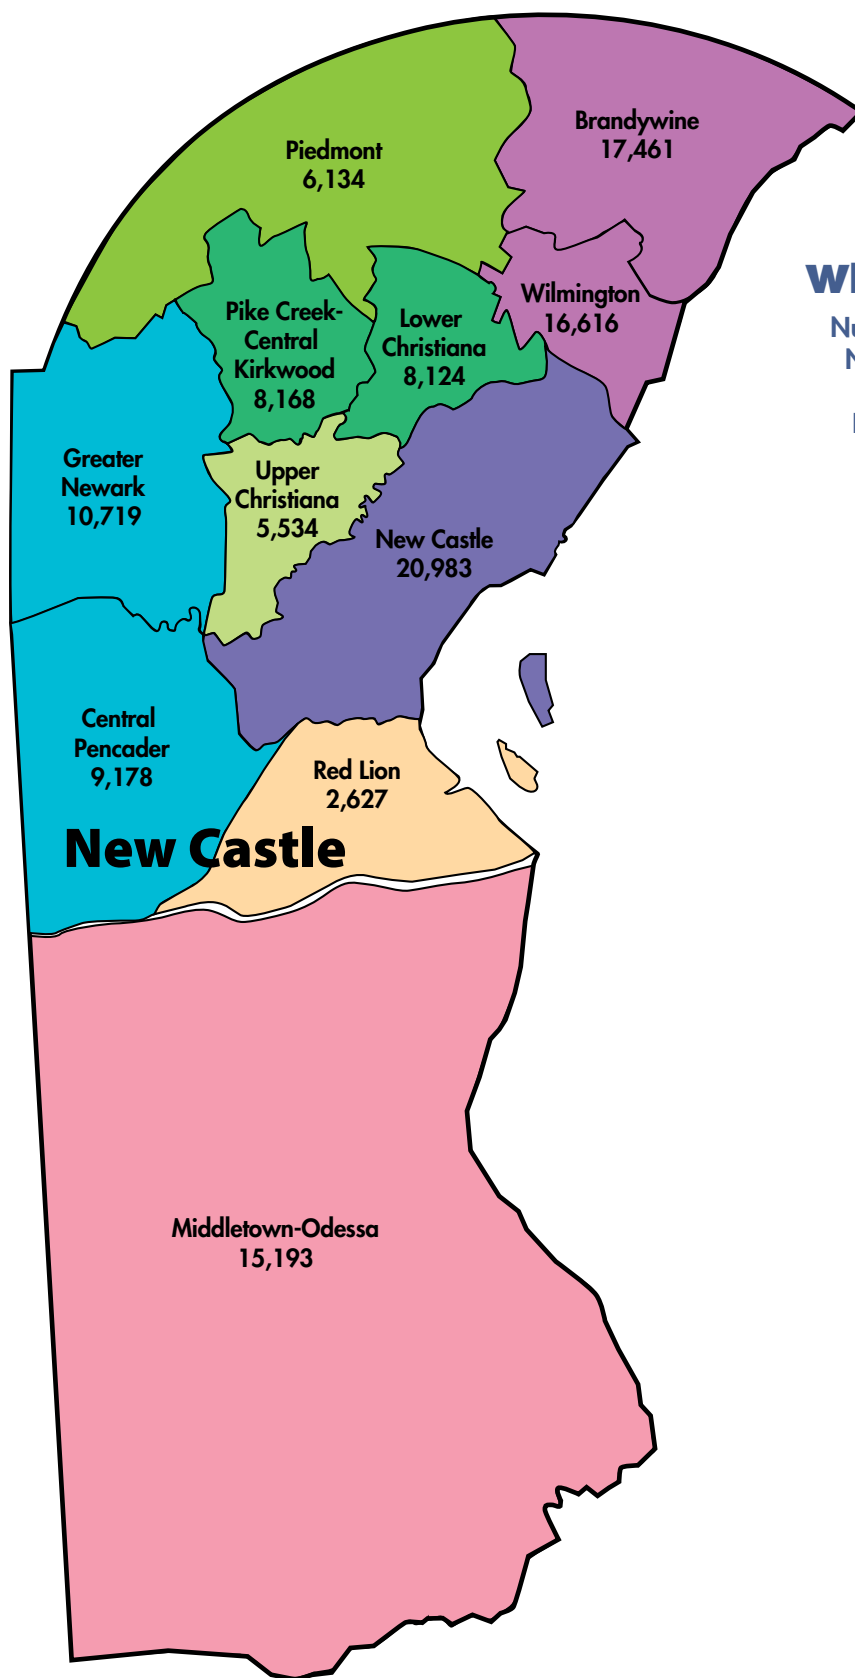 Brandywine
17,461
Piedmont
6,134
Wilmington
16,616
Pike Creek-
Central
Kirkwood
8,168
Lower
Christiana
8,124
Greater
Newark
10,719
Upper
Christiana
5,534
New Castle
20,983
Central
Pencader
9,178
Red Lion
2,627
New Castle
Middletown-Odessa
15,193